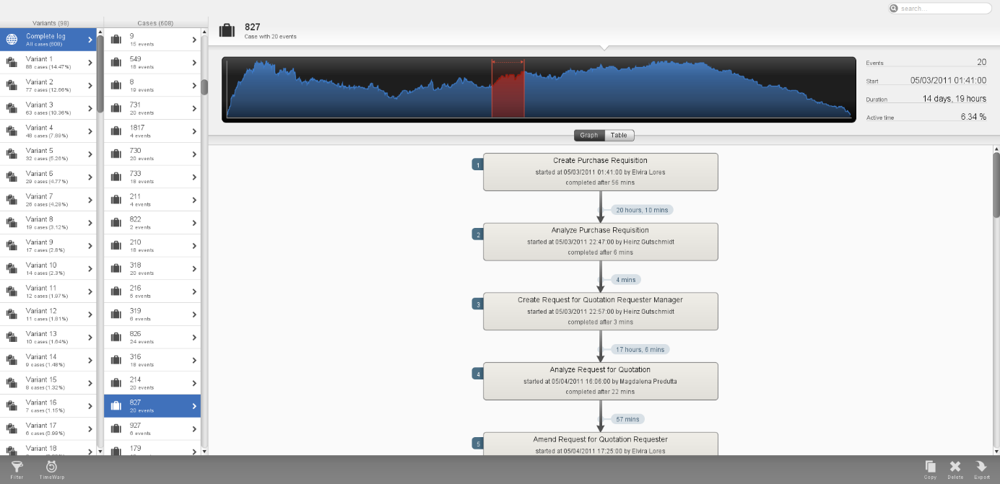 search...
Variants (98)
Complete log
All cases (608)
Variant 1
88 cases (14.47%)
Variant 2
77 cases (12.66%)
Variant 3
63 cases (10.36%)
Variant 4
48 cases (7.89%)
Variant 5
32 cases (5.26%)
Variant 6
29 cases (4.77%)
Variant 7
26 cases (4.28%)
Variant 8
19 cases (3.12%)
Variant 9
17 cases (2.8%)
Variant 10
14 cases (2.3%)
Variant 11
12 cases (1.97%)
Variant 12
11 cases (1.81%)
Variant 13
10 cases (1.64%)
Variant 14
9 cases (1.48%)
Variant 15
8 cases (1.32%)
Variant 16
7 cases (1.15%)
Variant 17
6 cases (0.99%)
Variant 18
Cases (608)
9
15 events
549
18 events
8
19 events
731
20 events
1817
4 events
730
20 events
733
18 events
211
4 events
822
2 events
210
18 events
318
20 events
216
5 events
319
6 events
826
24 events
316
18 events
214
20 events
827
20 events
927
6 events
179
827
Case with 20 events
Events 20
Start 05/03/2011 01:41:00
Duration 14 days, 19 hours
Active time 6.34 %
Graph Table
1
Create Purchase Requisition
started at 05/03/2011 01:41:00 by Elvira Lores
completed after 56 mins
20 hours, 10 mins
2
Analyze Purchase Requisition
started at 05/03/2011 22:47:00 by Heinz Gutschmidt
completed after 6 mins
4 mins
3
Create Request for Quotation Requester Manager
started at 05/03/2011 22:57:00 by Heinz Gutschmidt
completed after 3 mins
17 hours, 6 mins
4
Analyze Request for Quotation
started at 05/04/2011 16:06:00 by Magdalena Predutta
completed after 22 mins
57 mins
5
Amend Request for Quotation Requester
started at 05/04/2011 17:25:00 by Elvira Lores
Filter TimeWarp Copy Delete Export